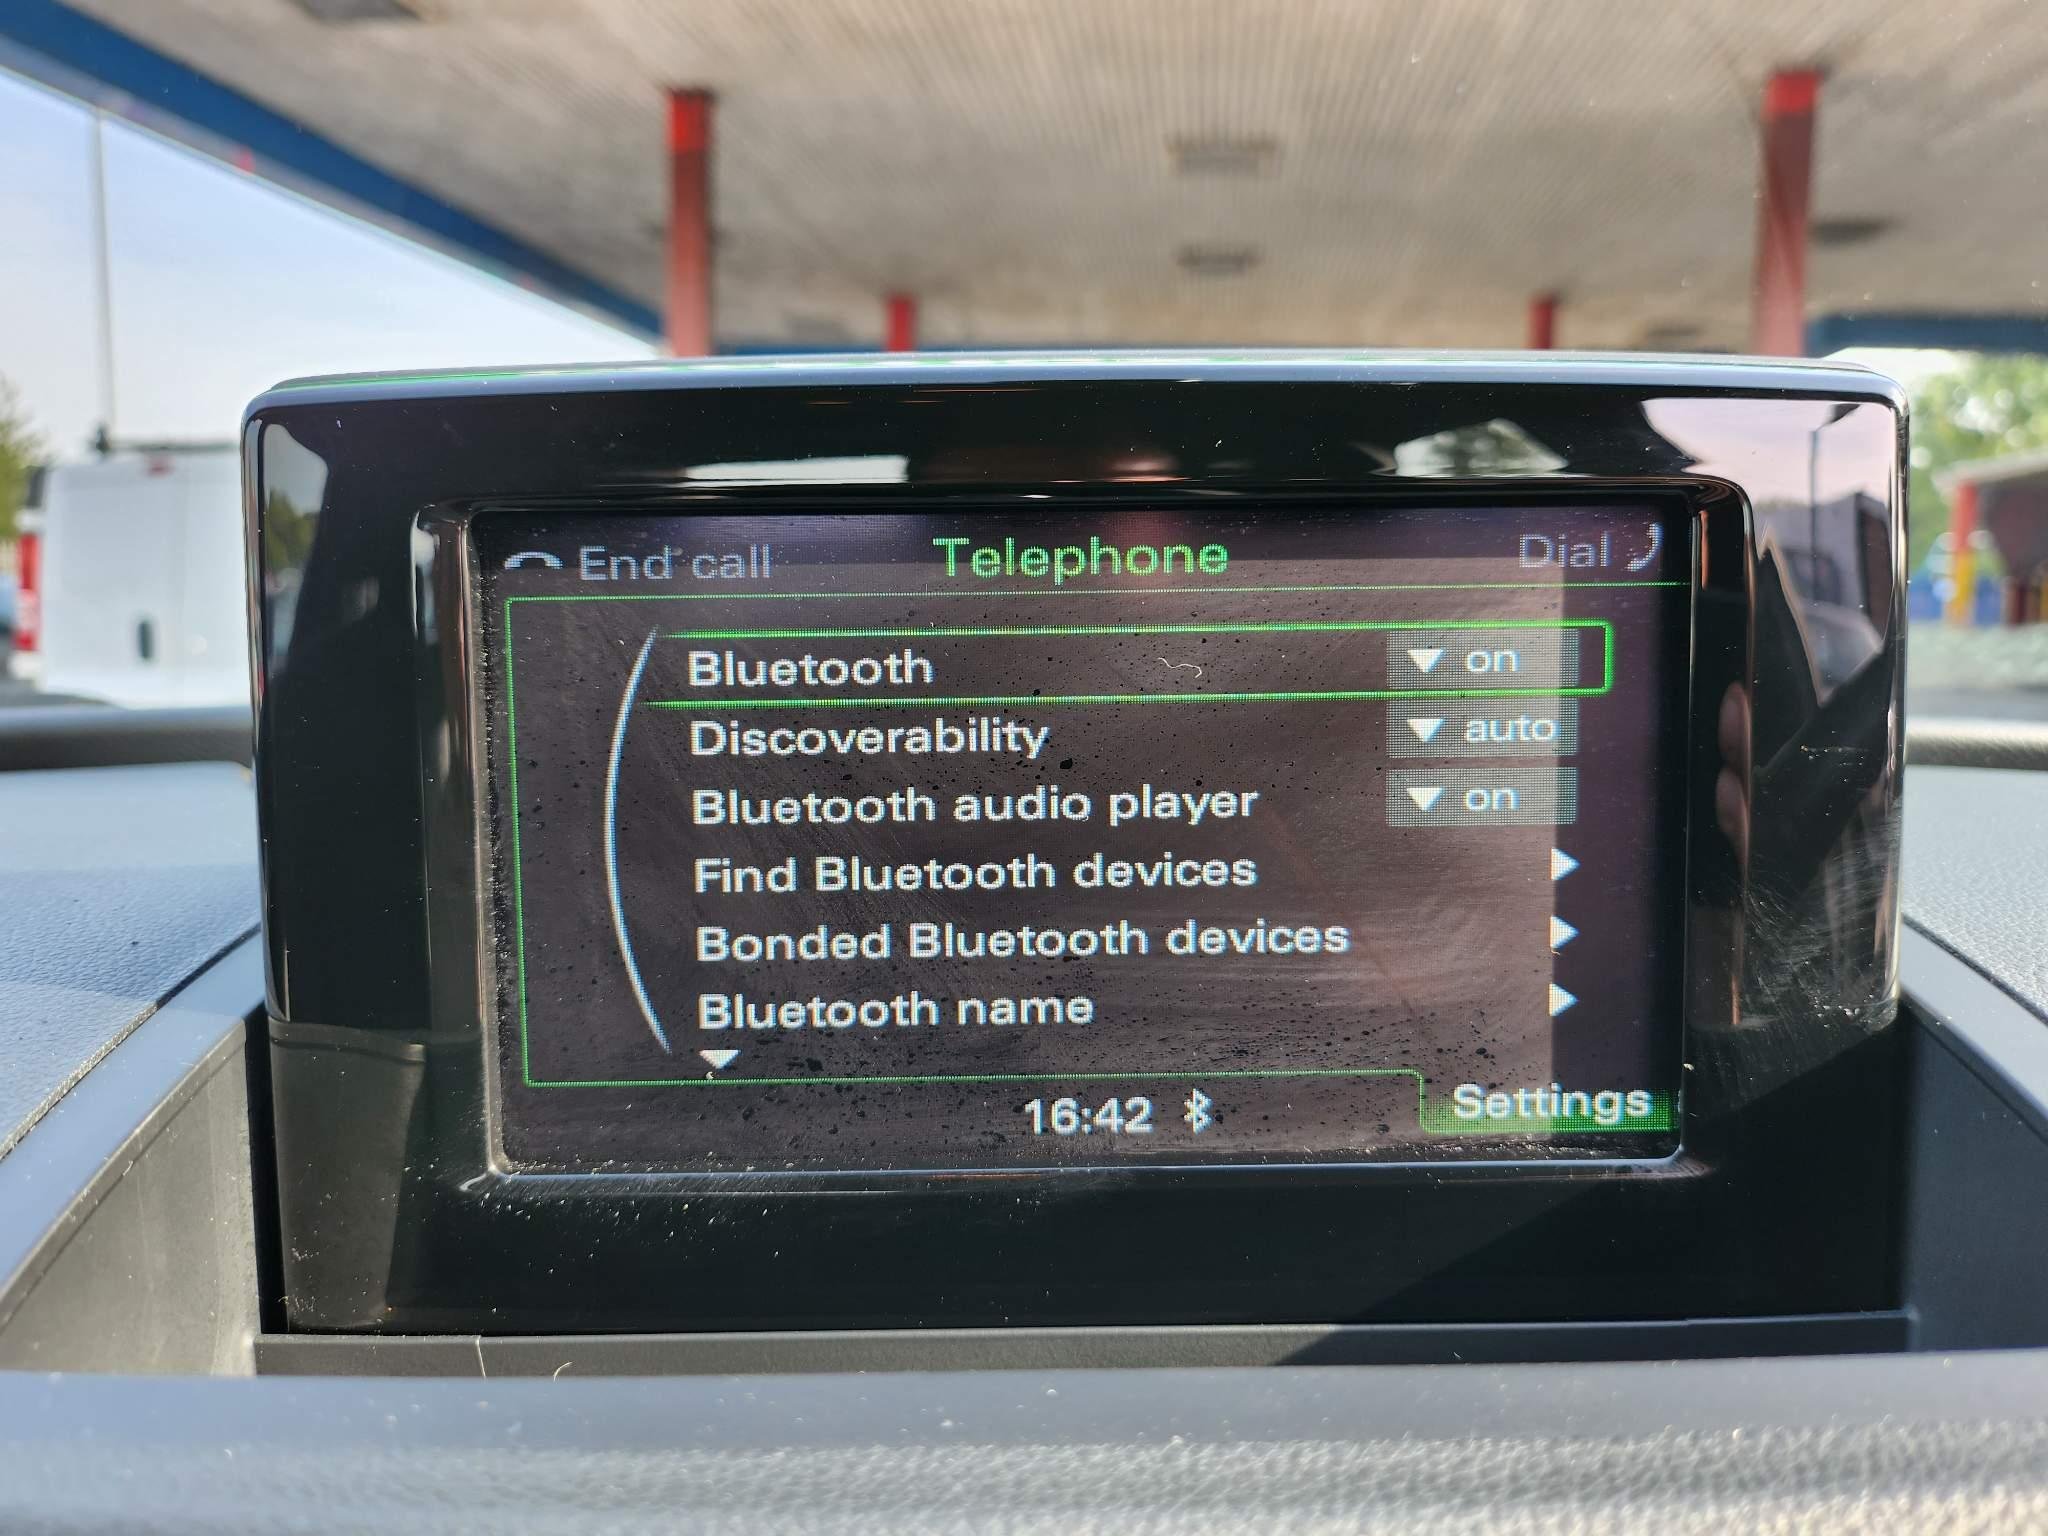 End call Telephone Dial
Bluetooth on
Discoverability auto
Bluetooth audio player on
Find Bluetooth devices
Bonded Bluetooth devices
Bluetooth name
16:42 Settings